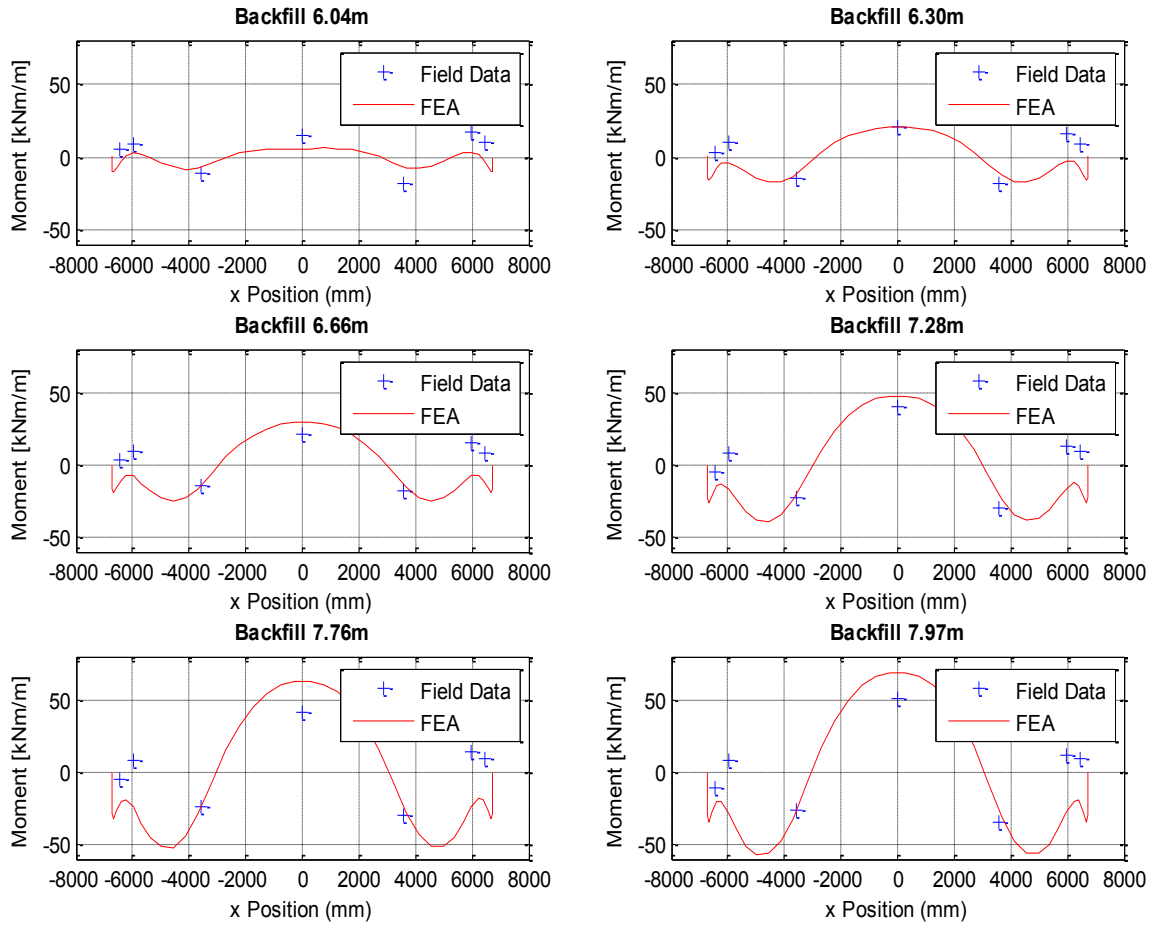 Backfill 6.04m
Moment [kNm/m]
50
0
-50
Field Data
FEA
-8000 -6000 -4000 -2000 0 2000 4000 6000 8000
x Position (mm)
Backfill 6.30m
Moment [kNm/m]
50
0
-50
Field Data
FEA
-8000 -6000 -4000 -2000 0 2000 4000 6000 8000
x Position (mm)
Backfill 6.66m
Moment [kNm/m]
50
0
-50
Field Data
FEA
-8000 -6000 -4000 -2000 0 2000 4000 6000 8000
x Position (mm)
Backfill 7.28m
Moment [kNm/m]
50
0
-50
Field Data
FEA
-8000 -6000 -4000 -2000 0 2000 4000 6000 8000
x Position (mm)
Backfill 7.76m
Moment [kNm/m]
50
0
-50
Field Data
FEA
-8000 -6000 -4000 -2000 0 2000 4000 6000 8000
x Position (mm)
Backfill 7.97m
Moment [kNm/m]
50
0
-50
Field Data
FEA
-8000 -6000 -4000 -2000 0 2000 4000 6000 8000
x Position (mm)